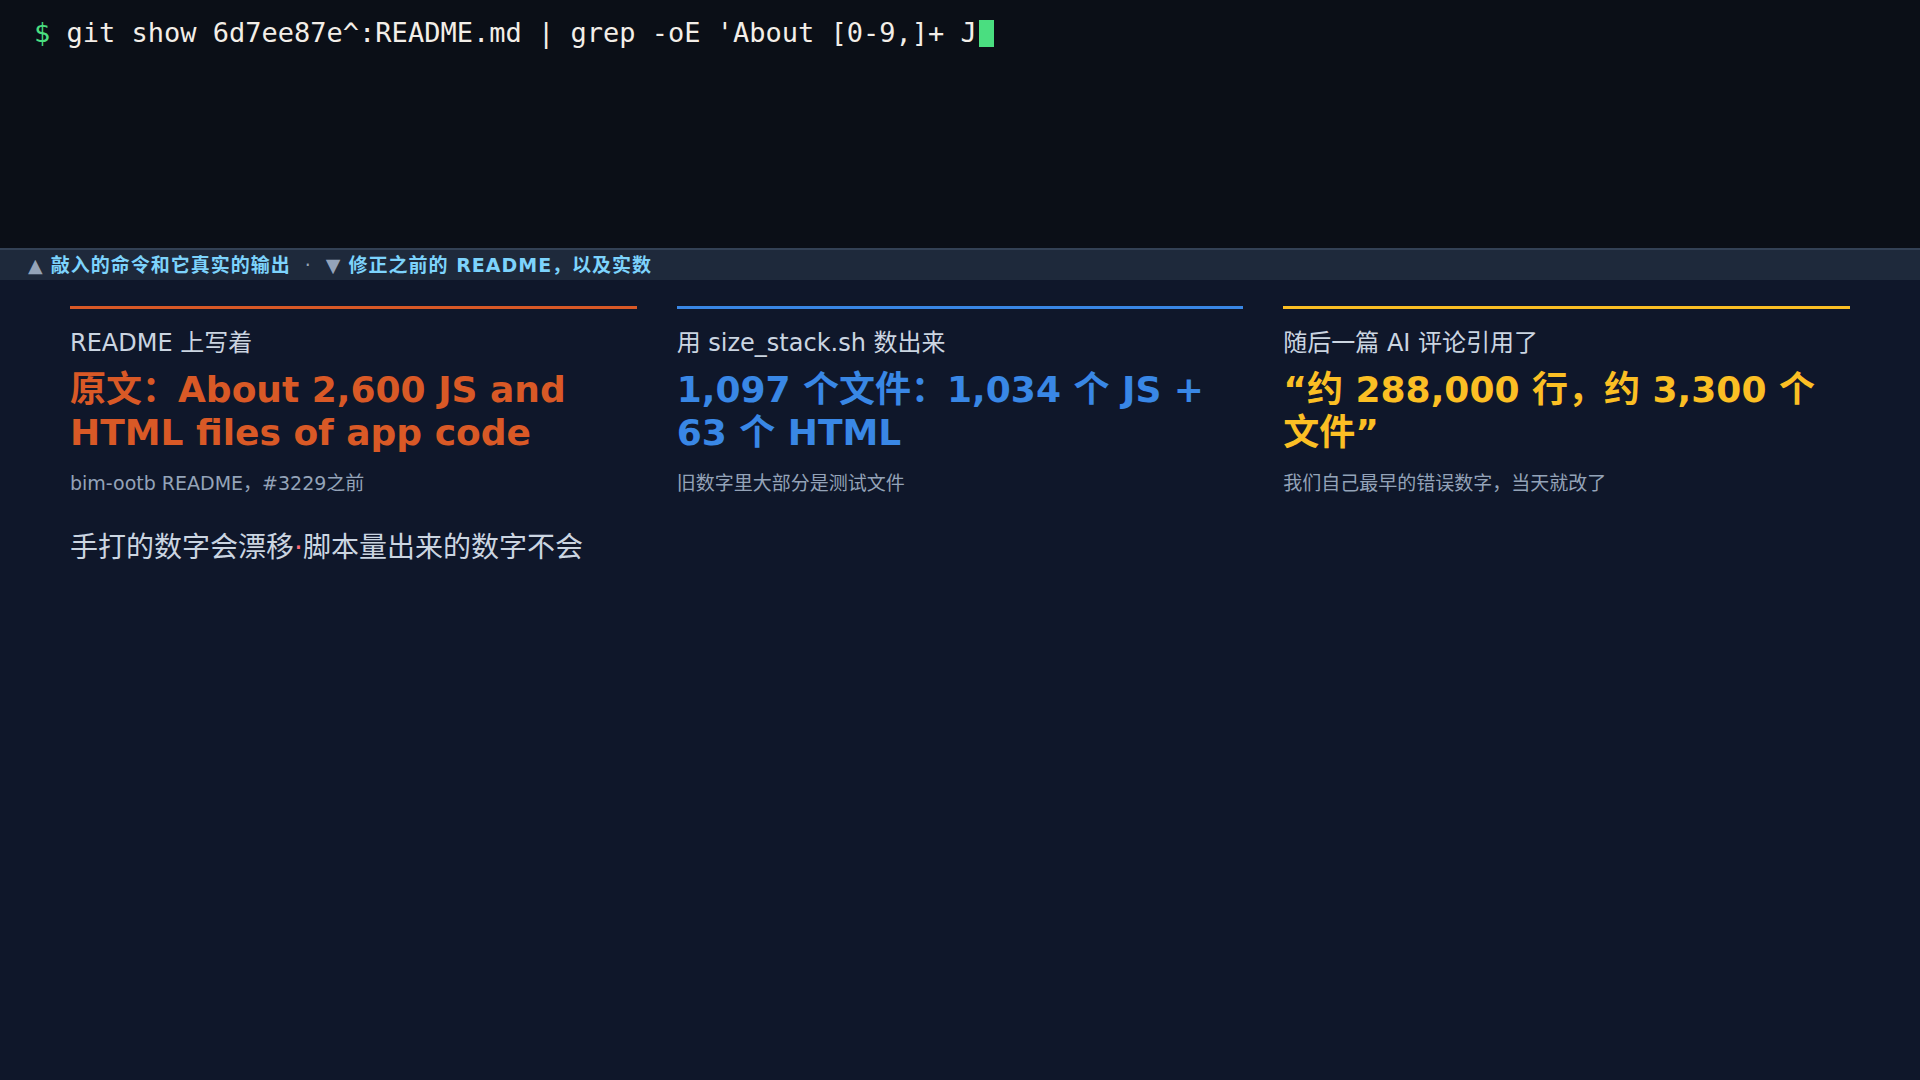 $ git show 6d7ee87e^:README.md | grep -oE 'About [0-9,]+ J
▲ 敲入的命令和它真实的输出 · ▼ 修正之前的 README，以及实数
README 上写着
原文：About 2,600 JS and
HTML files of app code
bim-ootb README，#3229之前
用 size_stack.sh 数出来
1,097 个文件：1,034 个 JS +
63 个 HTML
旧数字里大部分是测试文件
随后一篇 AI 评论引用了
“约 288,000 行，约 3,300 个
文件”
我们自己最早的错误数字，当天就改了
手打的数字会漂移·脚本量出来的数字不会